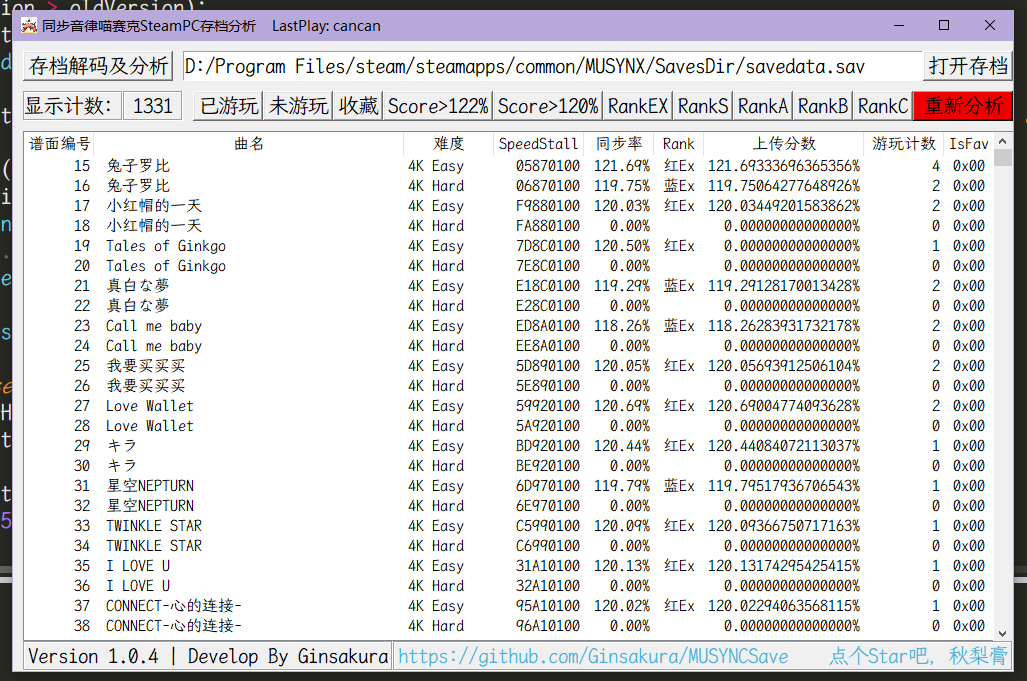 ion > oldVersion):
同步音律喵赛克SteamPC存档分析 LastPlay: cancan
存档解码及分析 D:/Program Files/steam/steamapps/common/MUSYNX/SavesDir/savedata.sav 打开存档
显示计数: 1331 已游玩 未游玩 收藏 Score>122% Score>120% RankEX RankS RankA RankB RankC 重新分析
谱面编号 曲名 难度 SpeedStall 同步率 Rank 上传分数 游玩计数 IsFav
15 兔子罗比 4K Easy 05870100 121.69% 红Ex 121.69333696365356% 4 0x00
16 兔子罗比 4K Hard 06870100 119.75% 蓝Ex 119.75064277648926% 2 0x00
17 小红帽的一天 4K Easy F9880100 120.03% 红Ex 120.03449201583862% 2 0x00
18 小红帽的一天 4K Hard FA880100 0.00% 0.00000000000000% 0 0x00
19 Tales of Ginkgo 4K Easy 7D8C0100 120.50% 红Ex 0.00000000000000% 1 0x00
20 Tales of Ginkgo 4K Hard 7E8C0100 0.00% 0.00000000000000% 0 0x00
21 真白な夢 4K Easy E18C0100 119.29% 蓝Ex 119.29128170013428% 2 0x00
22 真白な夢 4K Hard E28C0100 0.00% 0.00000000000000% 0 0x00
23 Call me baby 4K Easy ED8A0100 118.26% 蓝Ex 118.26283931732178% 2 0x00
24 Call me baby 4K Hard EE8A0100 0.00% 0.00000000000000% 0 0x00
25 我要买买买 4K Easy 5D890100 120.05% 红Ex 120.05693912506104% 2 0x00
26 我要买买买 4K Hard 5E890100 0.00% 0.00000000000000% 0 0x00
27 Love Wallet 4K Easy 59920100 120.69% 红Ex 120.69004774093628% 2 0x00
28 Love Wallet 4K Hard 5A920100 0.00% 0.00000000000000% 0 0x00
29 キラ 4K Easy BD920100 120.44% 红Ex 120.44084072113037% 1 0x00
30 キラ 4K Hard BE920100 0.00% 0.00000000000000% 0 0x00
31 星空NEPTURN 4K Easy 6D970100 119.79% 蓝Ex 119.79517936706543% 1 0x00
32 星空NEPTURN 4K Hard 6E970100 0.00% 0.00000000000000% 0 0x00
33 TWINKLE STAR 4K Easy C5990100 120.09% 红Ex 120.09366750717163% 1 0x00
34 TWINKLE STAR 4K Hard C6990100 0.00% 0.00000000000000% 0 0x00
35 I LOVE U 4K Easy 31A10100 120.13% 红Ex 120.13174295425415% 1 0x00
36 I LOVE U 4K Hard 32A10100 0.00% 0.00000000000000% 0 0x00
37 CONNECT-心的连接- 4K Easy 95A10100 120.02% 红Ex 120.02294063568115% 1 0x00
38 CONNECT-心的连接- 4K Hard 96A10100 0.00% 0.00000000000000% 0 0x00
Version 1.0.4 | Develop By Ginsakura https://github.com/Ginsakura/MUSYNCSave 点个Star吧, 秋梨膏